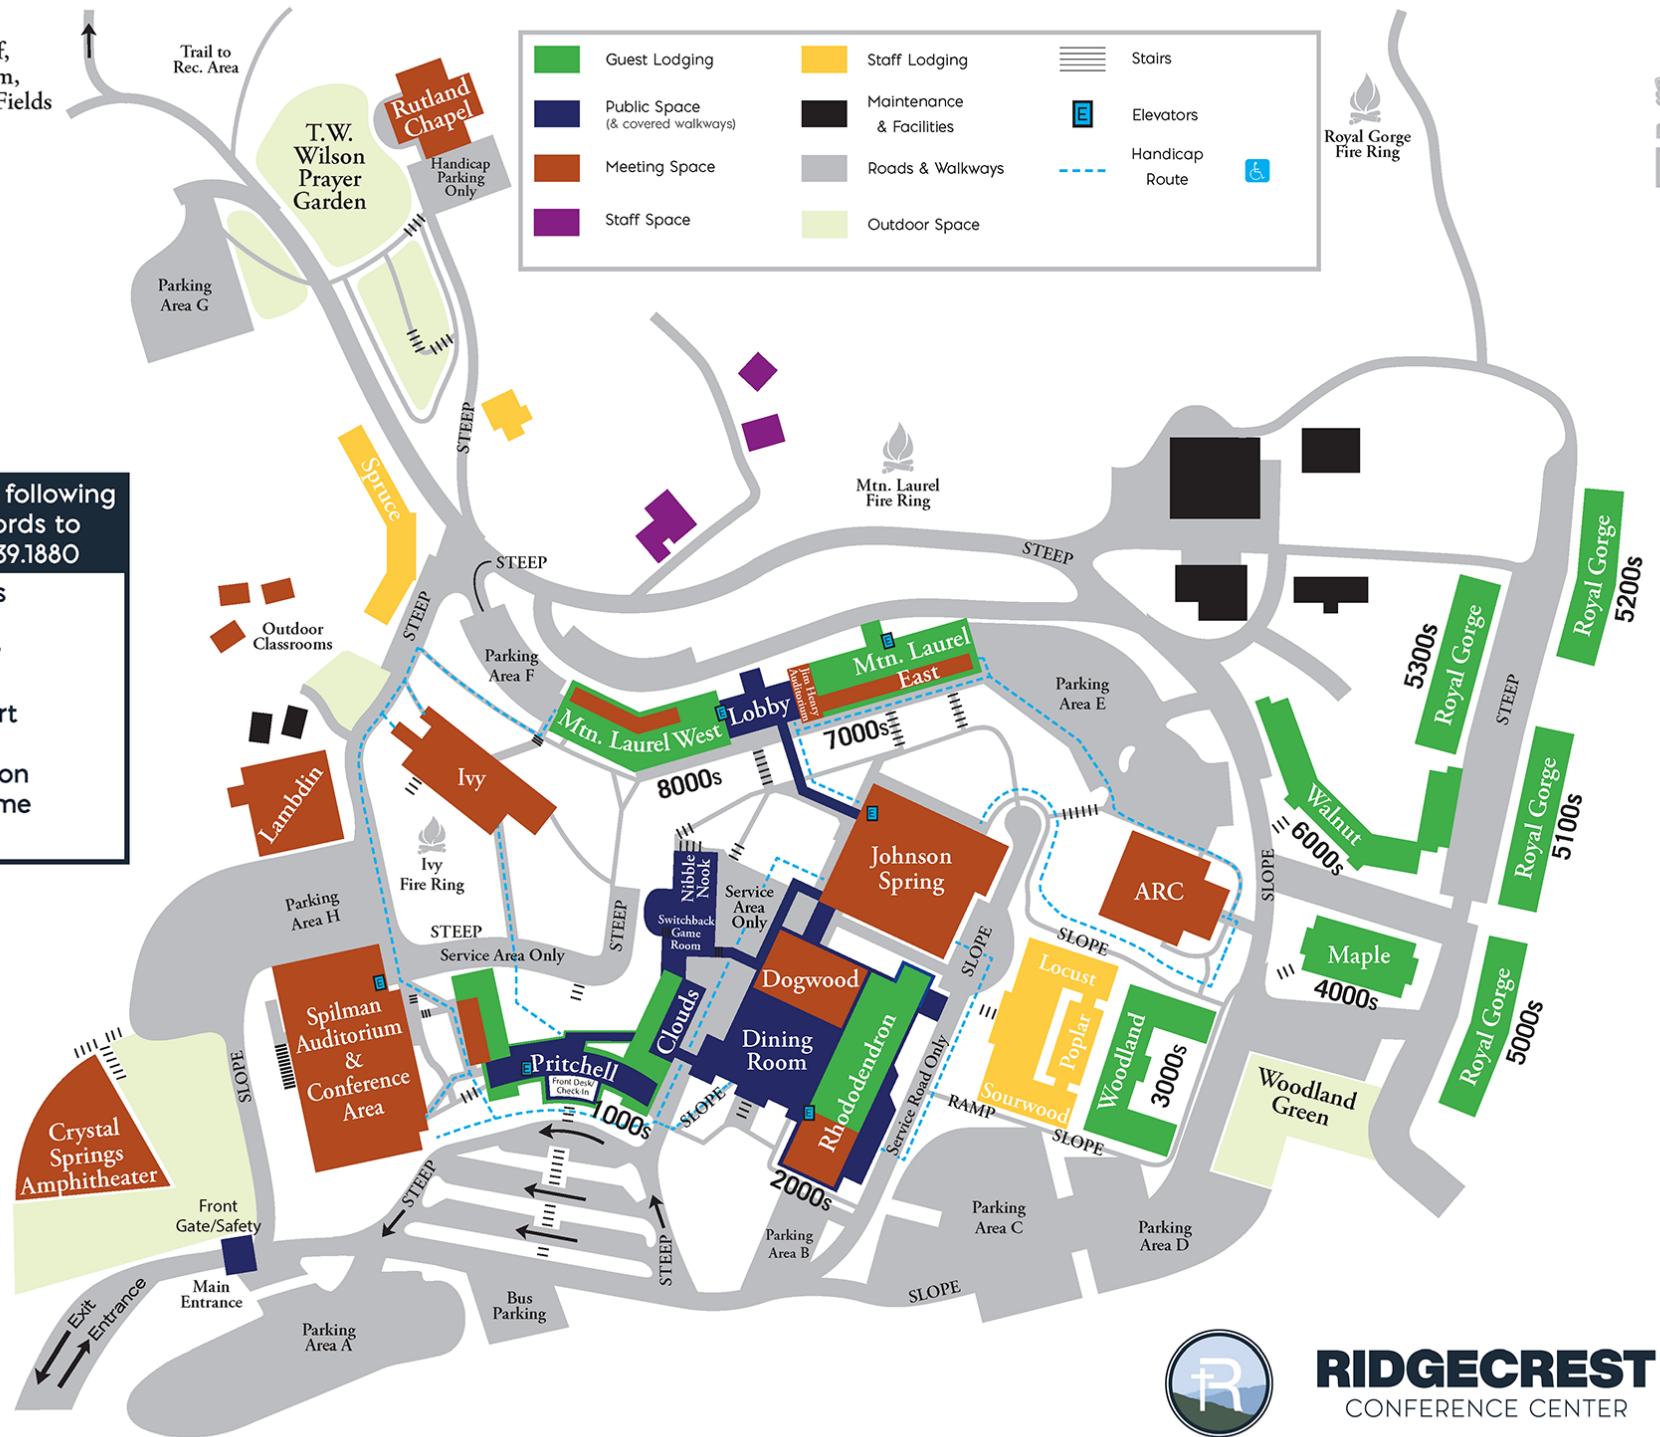 Trail to
Rec. Area
Fields
T.W.
Wilson
Prayer
Garden
Rutland
Chapel
Handicap
Parking
Only
Guest Lodging
Public Space
(& covered walkways)
Meeting Space
Staff Space
Staff Lodging
Maintenance
& Facilities
Roads & Walkways
Outdoor Space
Stairs
E
Elevators
Handicap
Route
Royal Gorge
Fire Ring
Parking
Area G
STEEP
Spruce
Mtn. Laurel
Fire Ring
STEEP
STEEP
STEEP
following
ords to
39.1880
s
rt
on
me
Outdoor
Classrooms
Parking
Area F
Mtn. Laurel West
8000s
E
Lobby
Jim Henry
Auditorium
E
Mtn. Laurel
East
7000s
Parking
Area E
Royal Gorge
5200s
Royal Gorge
5300s
STEEP
Royal Gorge
5100s
Walnut
6000s
Lambdin
Ivy
Ivy
Fire Ring
Parking
Area H
STEEP
Service Area Only
STEEP
Nibble
Nook
Switchback
Game
Room
Service
Area
Only
E
Johnson
Spring
ARC
SLOPE
SLOPE
SLOPE
Maple
4000s
Royal Gorge
5000s
E
Spilman
Auditorium
&
Conference
Area
Clouds
Dogwood
Dining
Room
Rhododendron
E
2000s
Service Road Only
Locust
Poplar
Sourwood
Woodland
3000s
Woodland
Green
E
Pritchell
Front Desk/
Check-In
1000s
SLOPE
RAMP
SLOPE
SLOPE
Crystal
Springs
Amphitheater
Front
Gate/Safety
Main
Entrance
Exit
Entrance
STEEP
STEEP
Parking
Area A
Bus
Parking
Parking
Area B
Parking
Area C
Parking
Area D
SLOPE
R
RIDGECREST
CONFERENCE CENTER